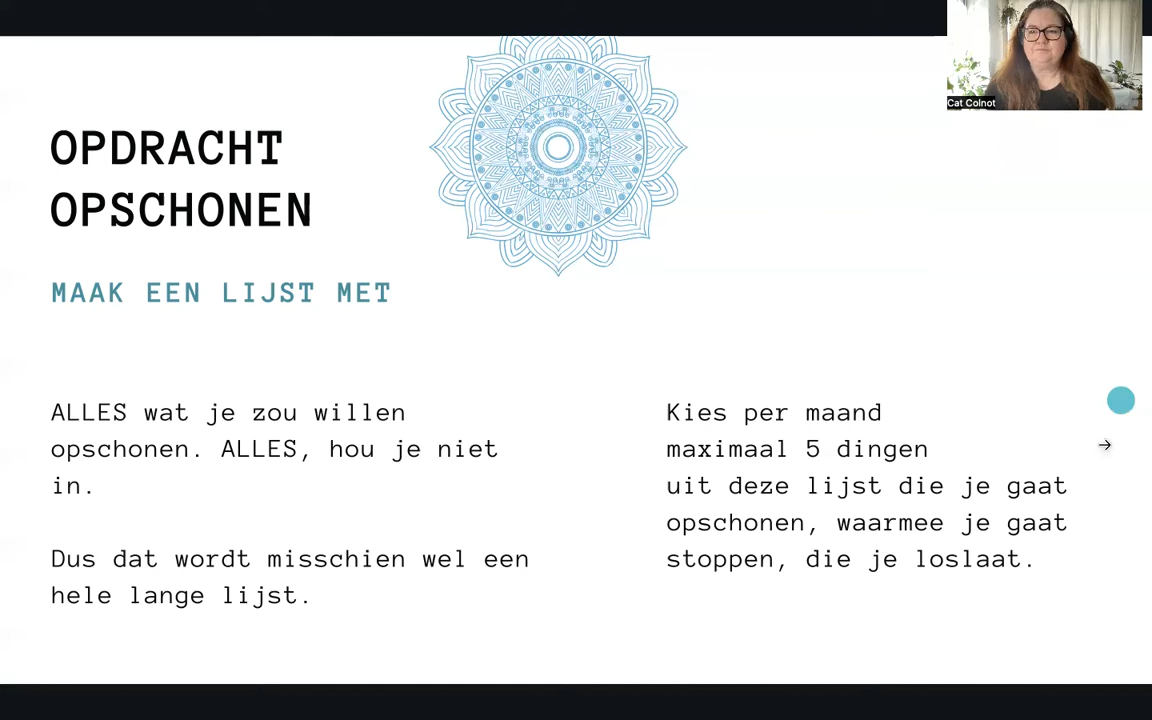 Cat Colnot
OPDRACHT
OPSCHONEN
MAAK EEN LIJST MET
ALLES wat je zou willen
opschonen. ALLES, hou je niet
in.
Dus dat wordt misschien wel een
hele lange lijst.
Kies per maand
maximaal 5 dingen
uit deze lijst die je gaat
opschonen, waarmee je gaat
stoppen, die je loslaat.